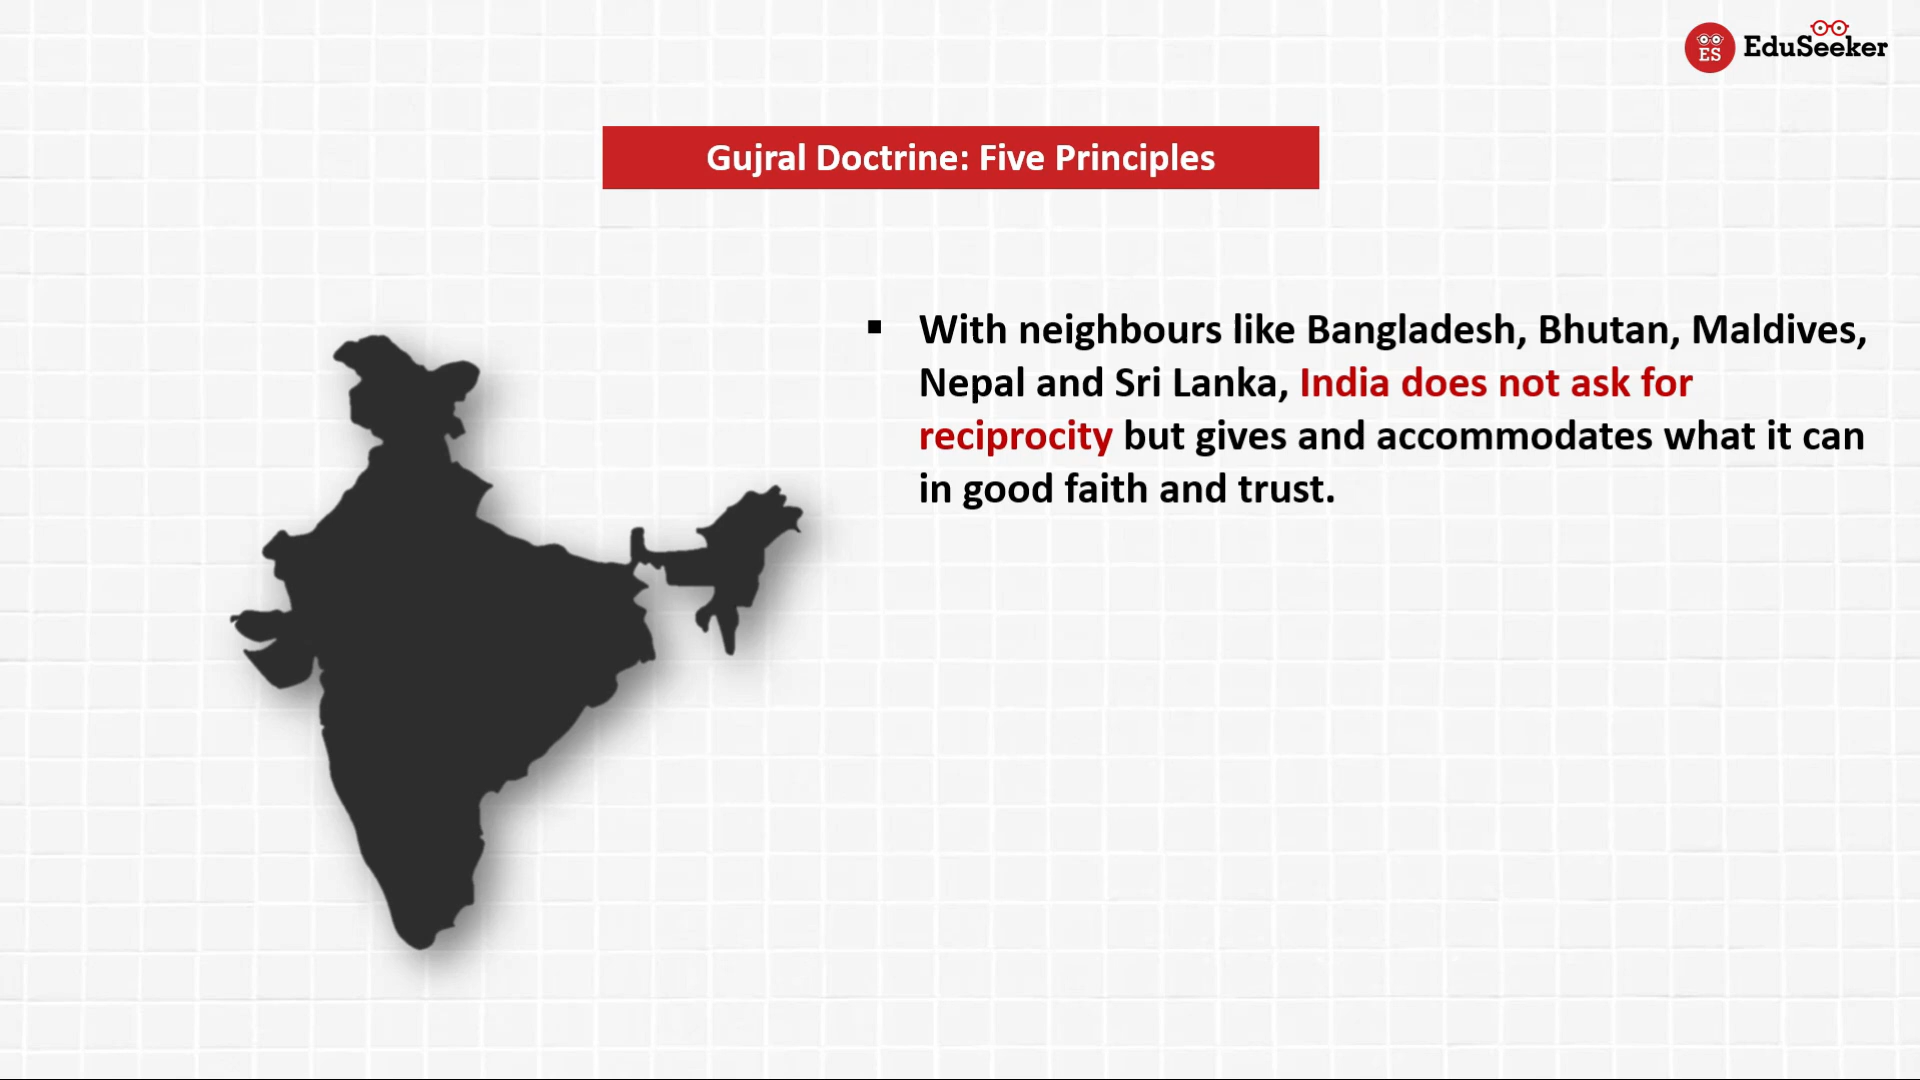 ES EduSeeker
Gujral Doctrine: Five Principles
▪ With neighbours like Bangladesh, Bhutan, Maldives,
Nepal and Sri Lanka, India does not ask for
reciprocity but gives and accommodates what it can
in good faith and trust.